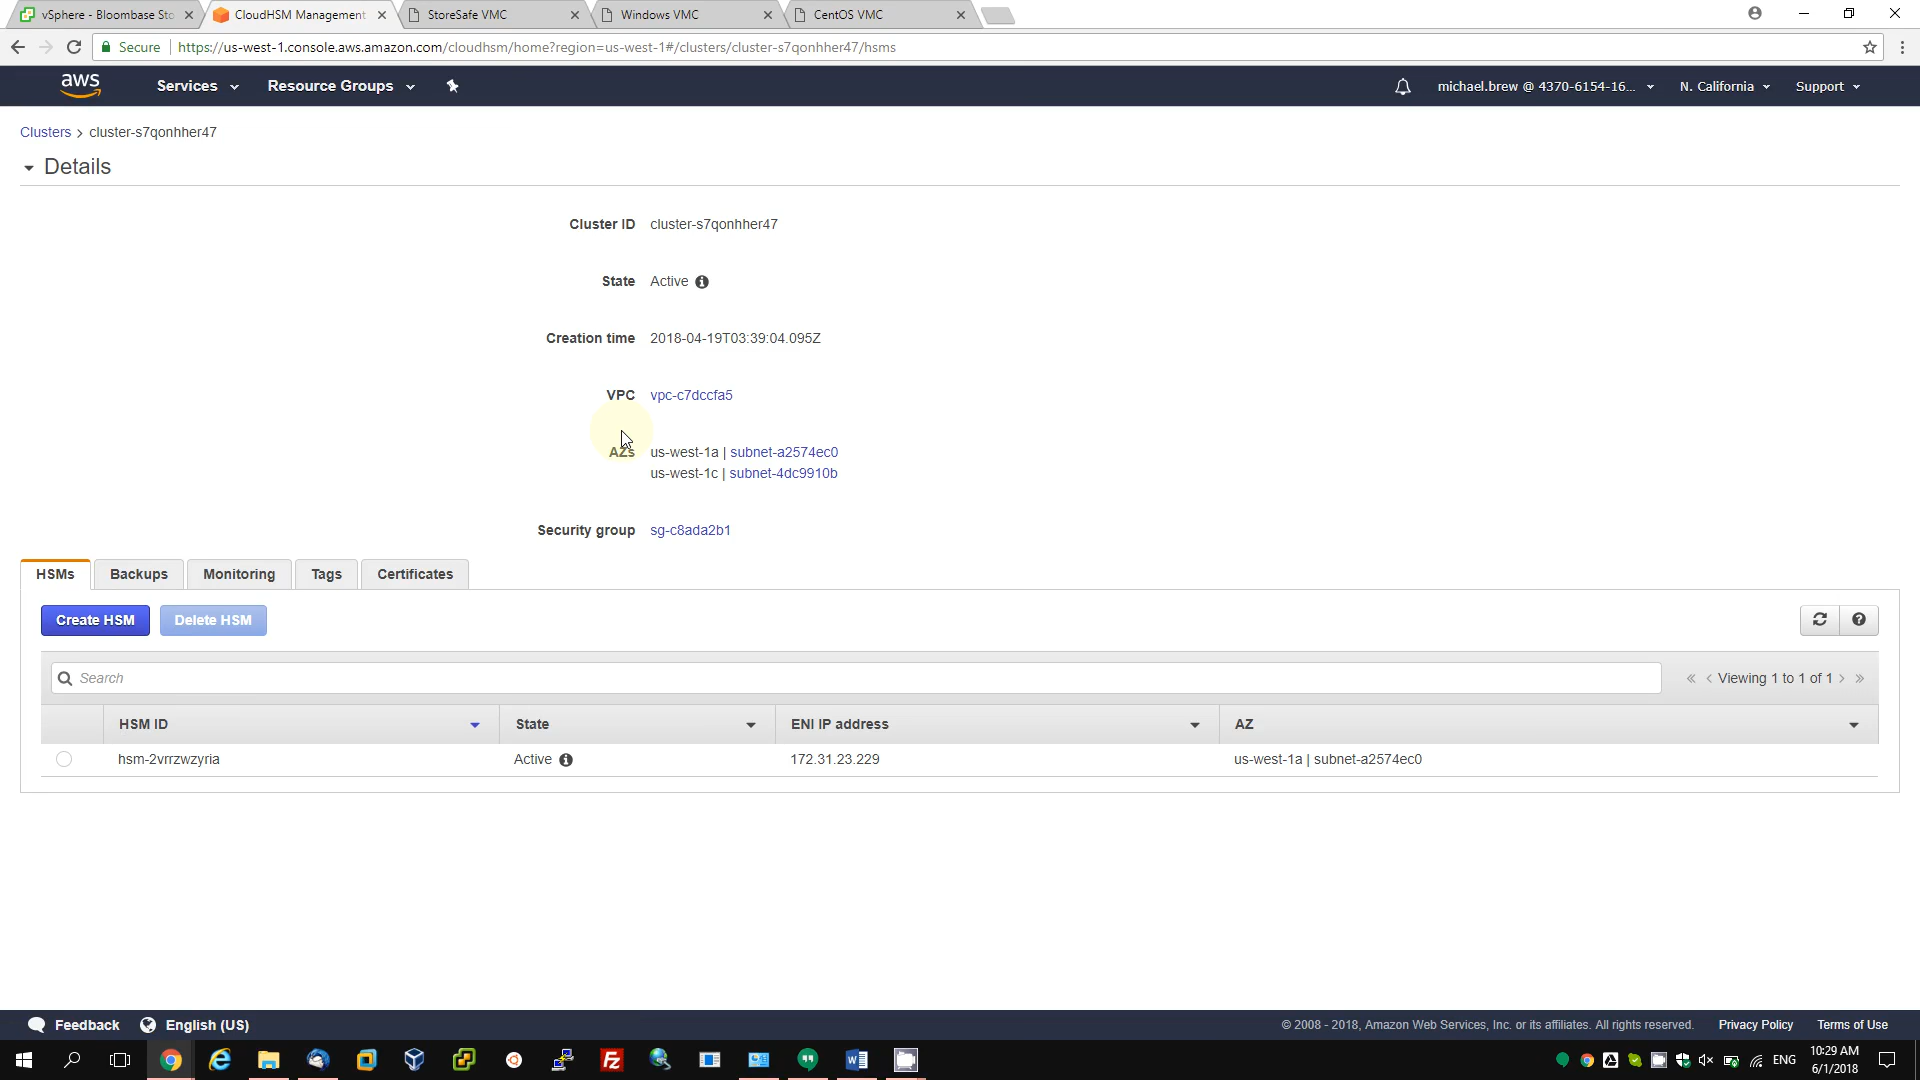 vSphere - Bloombase Sto
CloudHSM Management
StoreSafe VMC
Windows VMC
CentOS VMC
Secure
https://us-west-1.console.aws.amazon.com/cloudhsm/home?region=us-west-1#/clusters/cluster-s7qonhher47/hsms
aws
Services
Resource Groups
michael.brew @ 4370-6154-16...
N. California
Support
Clusters > cluster-s7qonhher47
Details
Cluster ID cluster-s7qonhher47
State Active
Creation time 2018-04-19T03:39:04.095Z
VPC vpc-c7dccfa5
AZs us-west-1a | subnet-a2574ec0
us-west-1c | subnet-4dc9910b
Security group sg-c8ada2b1
HSMs
Backups
Monitoring
Tags
Certificates
Create HSM
Delete HSM
Search
« < Viewing 1 to 1 of 1 > »
HSM ID
State
ENI IP address
AZ
hsm-2vrrzwzyria
Active
172.31.23.229
us-west-1a | subnet-a2574ec0
Feedback
English (US)
© 2008 - 2018, Amazon Web Services, Inc. or its affiliates. All rights reserved.
Privacy Policy
Terms of Use
ENG
10:29 AM
6/1/2018